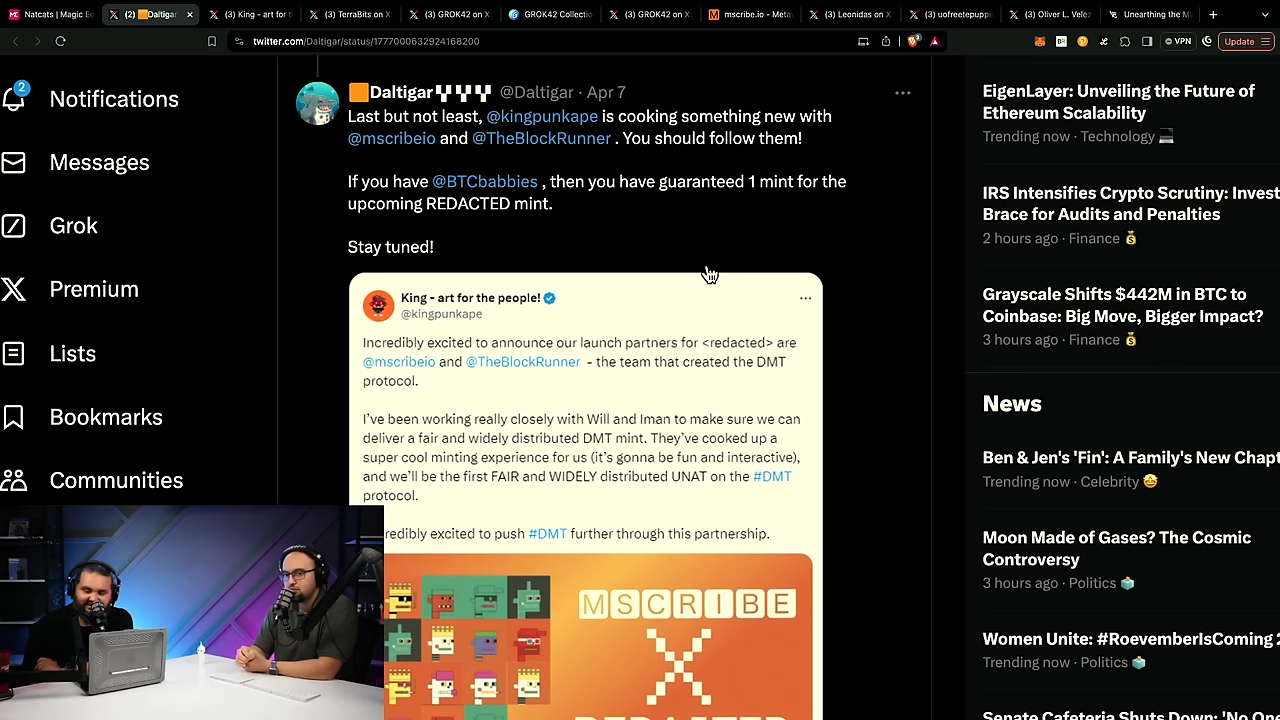 Natcats | Magic E
(2) 🟧Daltigar
(3) King - art for t
(3) TerraBits on X
(3) GROK42 on X
GROK42 Collectio
(3) GROK42 on X
mscribe.io - Meta
(3) Leonidas on X
(3) uofreetepuppe
(3) Oliver L. Velez
Unearthing the M
twitter.com/Daltigar/status/1777000632924168200
VPN
Update
2
Notifications
Messages
Grok
Premium
Lists
Bookmarks
Communities
🟧Daltigar @Daltigar · Apr 7
Last but not least, @kingpunkape is cooking something new with
@mscribeio and @TheBlockRunner . You should follow them!
If you have @BTCbabbies , then you have guaranteed 1 mint for the
upcoming REDACTED mint.
Stay tuned!
King - art for the people!
@kingpunkape
Incredibly excited to announce our launch partners for <redacted> are
@mscribeio and @TheBlockRunner - the team that created the DMT
protocol.
I've been working really closely with Will and Iman to make sure we can
deliver a fair and widely distributed DMT mint. They've cooked up a
super cool minting experience for us (it's gonna be fun and interactive),
and we'll be the first FAIR and WIDELY distributed UNAT on the #DMT
protocol.
credibly excited to push #DMT further through this partnership.
MSCRIBE
X
REDACTED
EigenLayer: Unveiling the Future of
Ethereum Scalability
Trending now · Technology 💻
IRS Intensifies Crypto Scrutiny: Invest
Brace for Audits and Penalties
2 hours ago · Finance 💰
Grayscale Shifts $442M in BTC to
Coinbase: Big Move, Bigger Impact?
3 hours ago · Finance 💰
News
Ben & Jen's 'Fin': A Family's New Chapt
Trending now · Celebrity 🤩
Moon Made of Gases? The Cosmic
Controversy
3 hours ago · Politics 🗳️
Women Unite: #RoevemberIsComing 2
Trending now · Politics 🗳️
Senate Cafeteria Shuts Down: 'No One